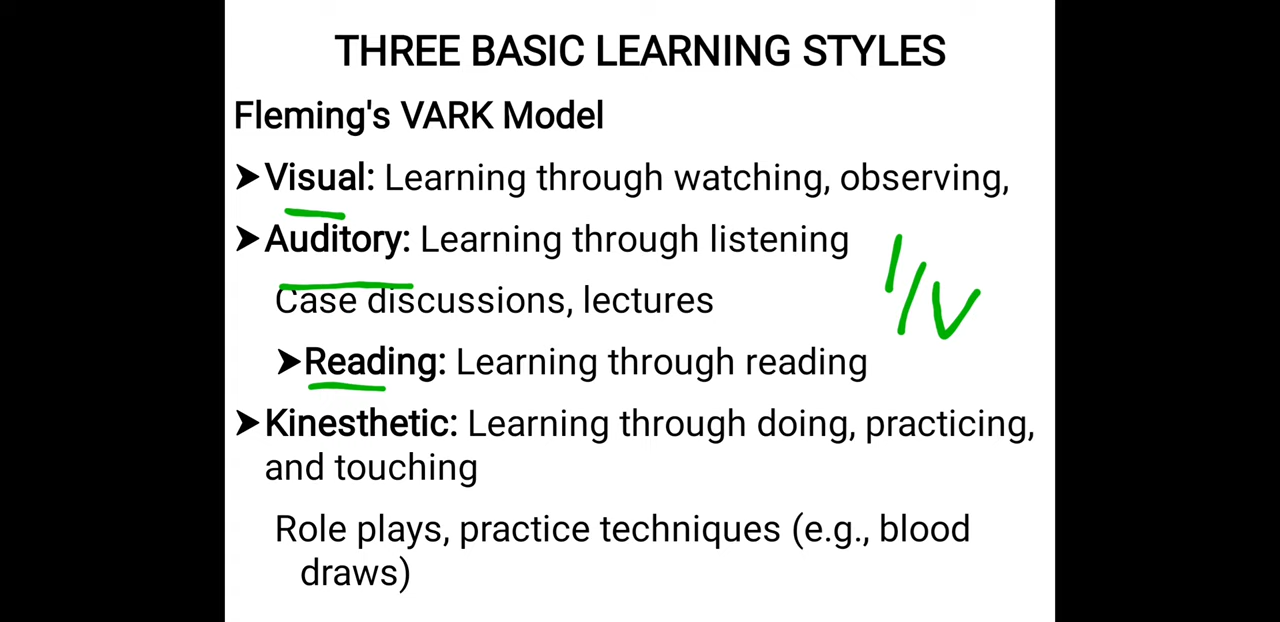 THREE BASIC LEARNING STYLES
Fleming's VARK Model
➤Visual: Learning through watching, observing,
➤Auditory: Learning through listening
Case discussions, lectures
I/V
➤Reading: Learning through reading
➤Kinesthetic: Learning through doing, practicing,
and touching
Role plays, practice techniques (e.g., blood
draws)